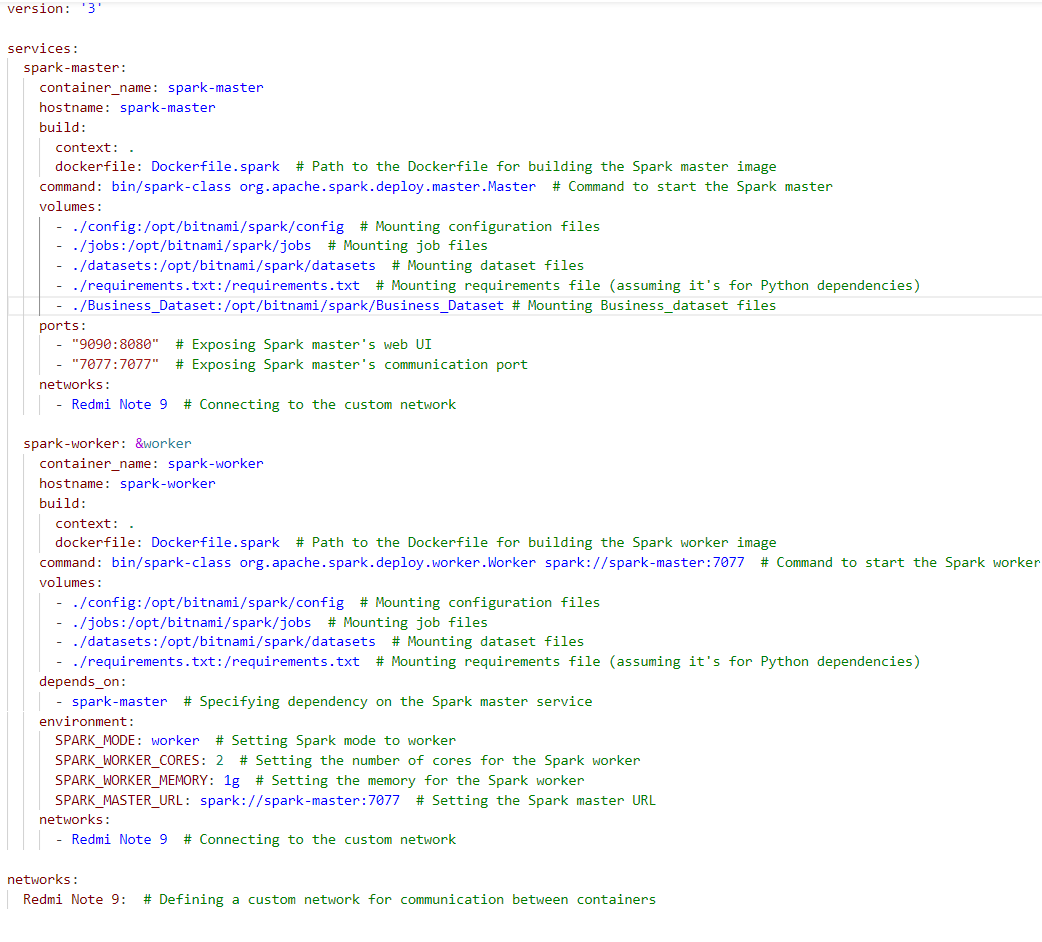 version: '3'
services:
spark-master:
container_name: spark-master
hostname: spark-master
build:
context: .
dockerfile: Dockerfile.spark  # Path to the Dockerfile for building the Spark master image
command: bin/spark-class org.apache.spark.deploy.master.Master  # Command to start the Spark master
volumes:
- ./config:/opt/bitnami/spark/config  # Mounting configuration files
- ./jobs:/opt/bitnami/spark/jobs  # Mounting job files
- ./datasets:/opt/bitnami/spark/datasets  # Mounting dataset files
- ./requirements.txt:/requirements.txt  # Mounting requirements file (assuming it's for Python dependencies)
- ./Business_Dataset:/opt/bitnami/spark/Business_Dataset # Mounting Business_dataset files
ports:
- "9090:8080"  # Exposing Spark master's web UI
- "7077:7077"  # Exposing Spark master's communication port
networks:
- Redmi Note 9  # Connecting to the custom network
spark-worker: &worker
container_name: spark-worker
hostname: spark-worker
build:
context: .
dockerfile: Dockerfile.spark  # Path to the Dockerfile for building the Spark worker image
command: bin/spark-class org.apache.spark.deploy.worker.Worker spark://spark-master:7077  # Command to start the Spark worker
volumes:
- ./config:/opt/bitnami/spark/config  # Mounting configuration files
- ./jobs:/opt/bitnami/spark/jobs  # Mounting job files
- ./datasets:/opt/bitnami/spark/datasets  # Mounting dataset files
- ./requirements.txt:/requirements.txt  # Mounting requirements file (assuming it's for Python dependencies)
depends_on:
- spark-master  # Specifying dependency on the Spark master service
environment:
SPARK_MODE: worker  # Setting Spark mode to worker
SPARK_WORKER_CORES: 2  # Setting the number of cores for the Spark worker
SPARK_WORKER_MEMORY: 1g  # Setting the memory for the Spark worker
SPARK_MASTER_URL: spark://spark-master:7077  # Setting the Spark master URL
networks:
- Redmi Note 9  # Connecting to the custom network
networks:
Redmi Note 9:  # Defining a custom network for communication between containers